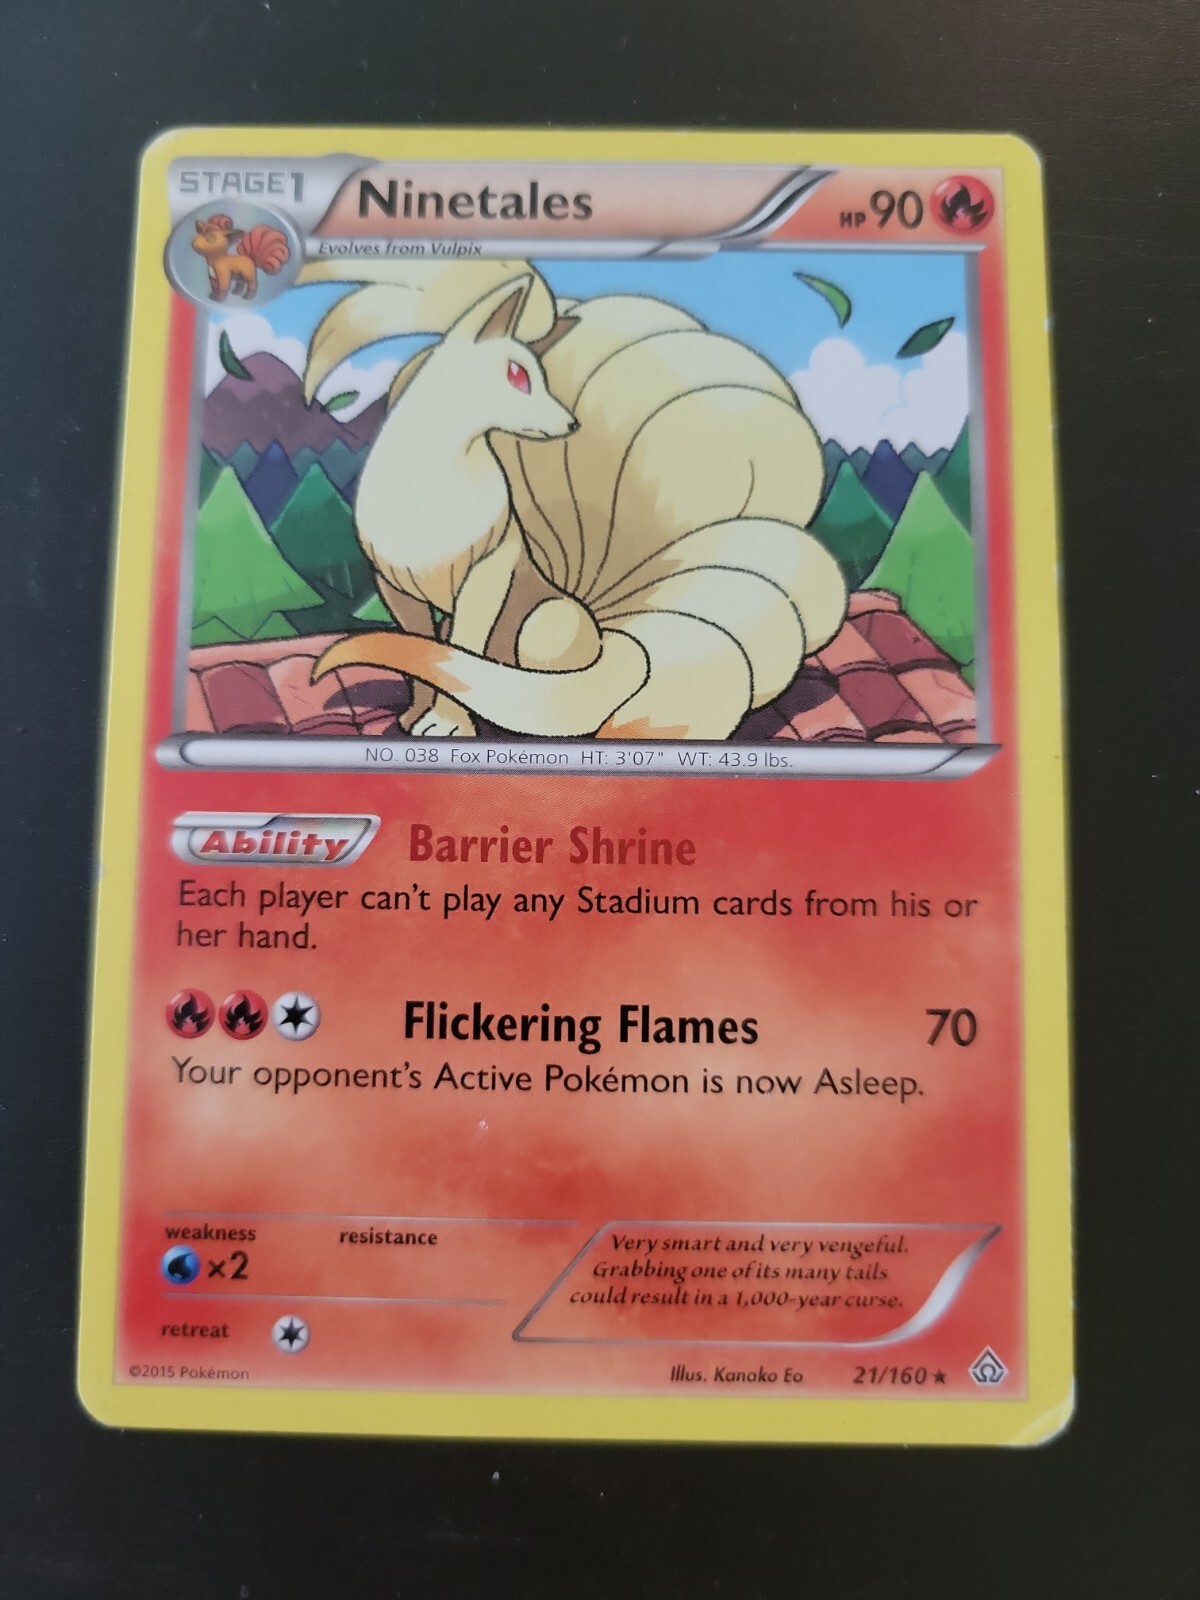 STAGE1
Ninetales
HP90
Evolves from Vulpix
NO. 038 Fox Pokémon HT: 3'07" WT: 43.9 lbs.
Ability Barrier Shrine
Each player can't play any Stadium cards from his or
her hand.
Flickering Flames 70
Your opponent's Active Pokémon is now Asleep.
weakness resistance
×2
retreat
Very smart and very vengeful.
Grabbing one of its many tails
could result in a 1,000-year curse.
©2015 Pokémon
Illus. Kanako Eo 21/160 ★